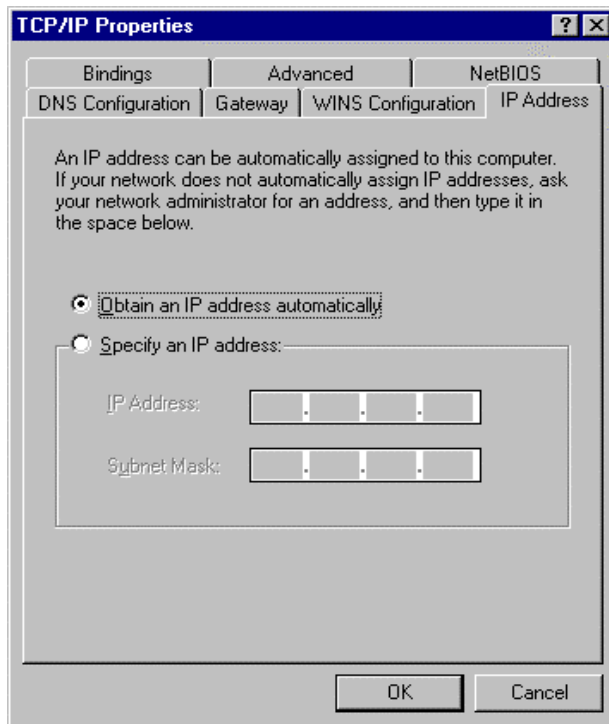 TCP/IP Properties
Bindings
Advanced
NetBIOS
DNS Configuration
Gateway
WINS Configuration
IP Address
An IP address can be automatically assigned to this computer.
If your network does not automatically assign IP addresses, ask
your network administrator for an address, and then type it in
the space below.
Obtain an IP address automatically
Specify an IP address:
IP Address:
Subnet Mask:
OK
Cancel